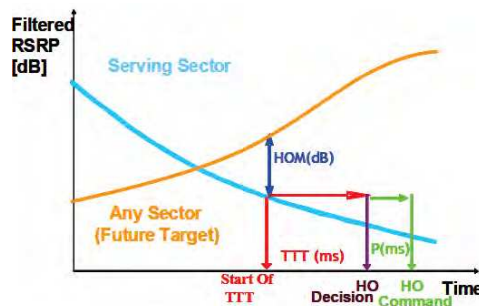 Filtered
RSRP
[dB]
Serving Sector
HOM(dB)
Any Sector
(Future Target)
TTT (ms)
P(ms)
Time
Start Of
TTT
HO
Decision
HO
Command